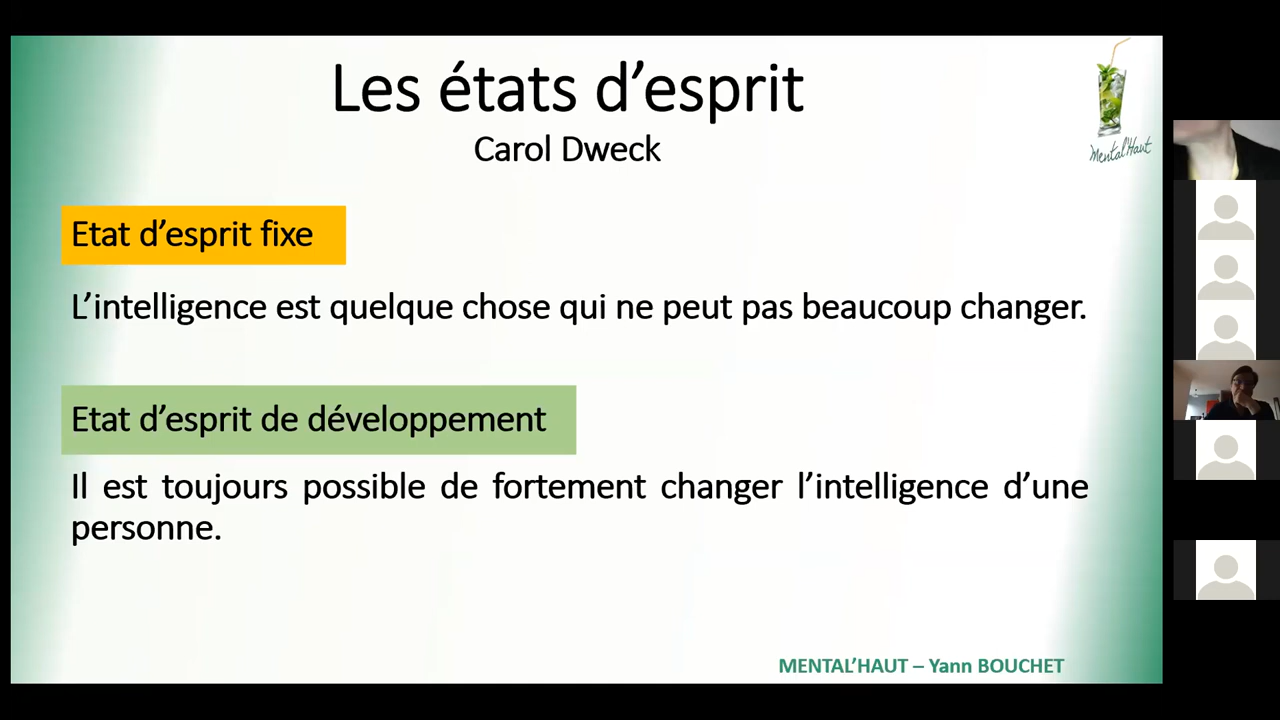 Les états d’esprit
Carol Dweck
Mental'Haut
Etat d’esprit fixe
L’intelligence est quelque chose qui ne peut pas beaucoup changer.
Etat d’esprit de développement
Il est toujours possible de fortement changer l’intelligence d’une
personne.
MENTAL’HAUT – Yann BOUCHET